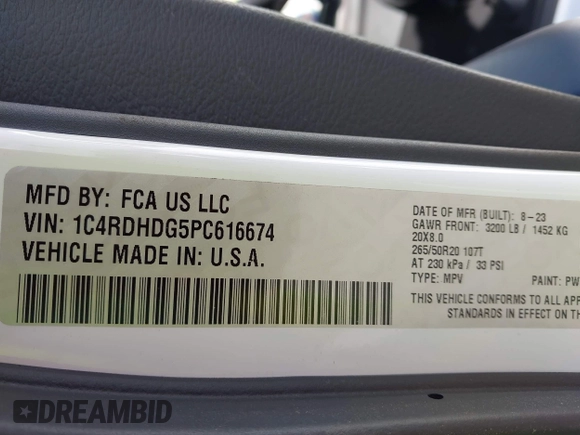 MFD BY: FCA US LLC
VIN: 1C4RDHDG5PC616674
VEHICLE MADE IN: U.S.A.
DATE OF MFR (BUILT): 8-23
GAWR FRONT: 3200 LB / 1452 KG
20X8.0
265/50R20 107T
AT 230 kPa / 33 PSI
TYPE: MPV PAINT: PW
THIS VEHICLE CONFORMS TO ALL APP
STANDARDS IN EFFECT ON TH
DREAMBID